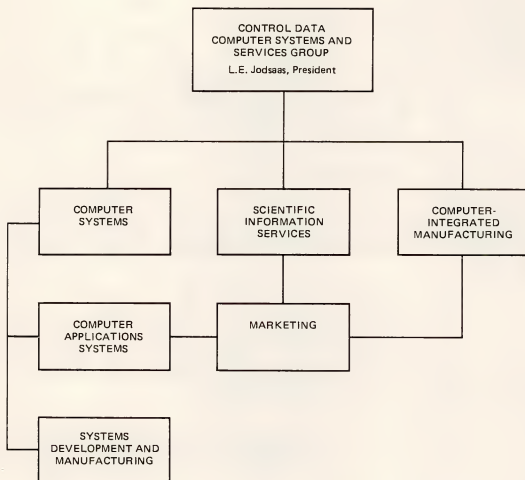 CONTROL DATA
COMPUTER SYSTEMS AND
SERVICES GROUP
L.E. Jodsaas, President
COMPUTER
SYSTEMS
SCIENTIFIC
INFORMATION
SERVICES
COMPUTER-
INTEGRATED
MANUFACTURING
COMPUTER
APPLICATIONS
SYSTEMS
MARKETING
SYSTEMS
DEVELOPMENT AND
MANUFACTURING